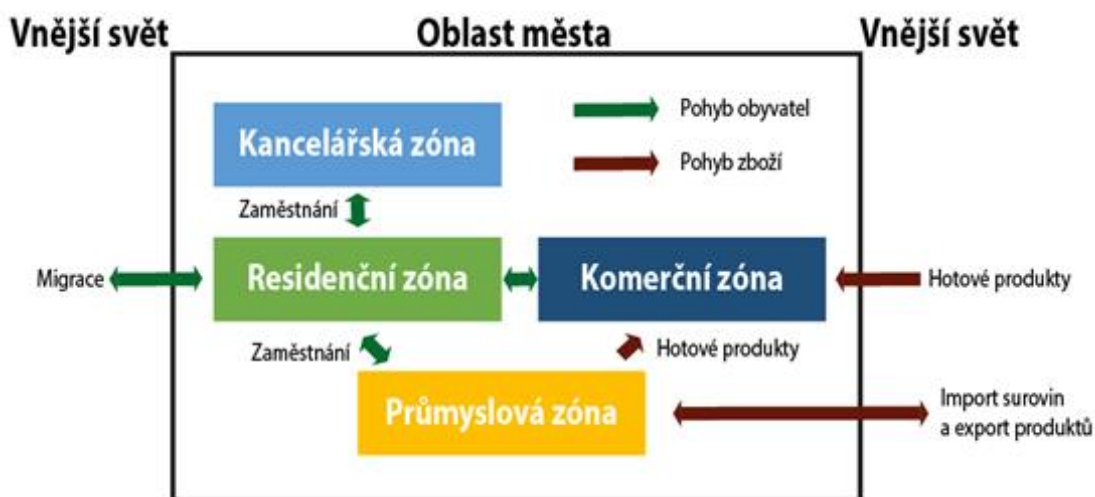 Vnější svět
Oblast města
Vnější svět
Kancelářská zóna
Pohyb obyvatel
Pohyb zboží
Zaměstnání
Migrace
Residenční zóna
Komerční zóna
Hotové produkty
Zaměstnání
Hotové produkty
Průmyslová zóna
Import surovin
a export produktů